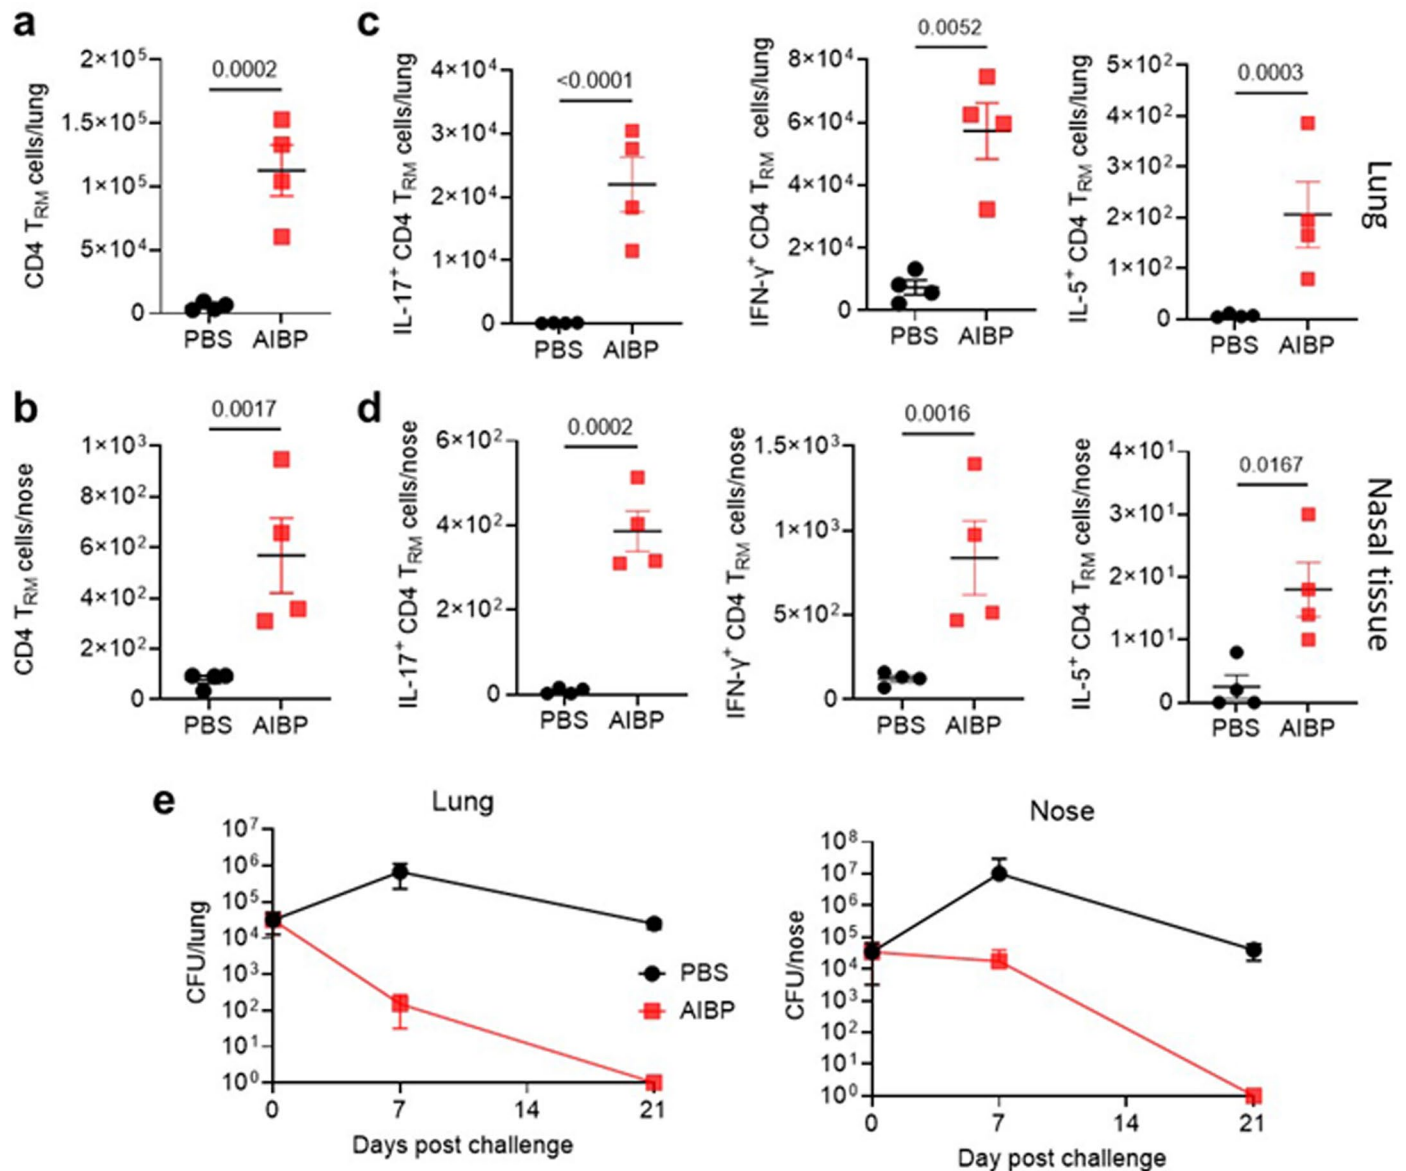 a
CD4 TRM cells/lung
2×10⁵
1.5×10⁵
1×10⁵
5×10⁴
0
0.0002
PBS AIBP
c
IL-17⁺ CD4 TRM cells/lung
4×10⁴
3×10⁴
2×10⁴
1×10⁴
0
<0.0001
PBS AIBP
IFN-γ⁺ CD4 TRM cells/lung
8×10⁴
6×10⁴
4×10⁴
2×10⁴
0
0.0052
PBS AIBP
IL-5⁺ CD4 TRM cells/lung
5×10²
4×10²
3×10²
2×10²
1×10²
0
0.0003
PBS AIBP
Lung
b
CD4 TRM cells/nose
1×10³
8×10²
6×10²
4×10²
2×10²
0
0.0017
PBS AIBP
d
IL-17⁺ CD4 TRM cells/nose
6×10²
4×10²
2×10²
0
0.0002
PBS AIBP
IFN-γ⁺ CD4 TRM cells/nose
1.5×10³
1×10³
5×10²
0
0.0016
PBS AIBP
IL-5⁺ CD4 TRM cells/nose
4×10¹
3×10¹
2×10¹
1×10¹
0
0.0167
PBS AIBP
Nasal tissue
e
Lung
CFU/lung
10⁷
10⁶
10⁵
10⁴
10³
10²
10¹
10⁰
0 7 14 21
Days post challenge
PBS
AIBP
Nose
CFU/nose
10⁸
10⁷
10⁶
10⁵
10⁴
10³
10²
10¹
10⁰
0 7 14 21
Day post challenge